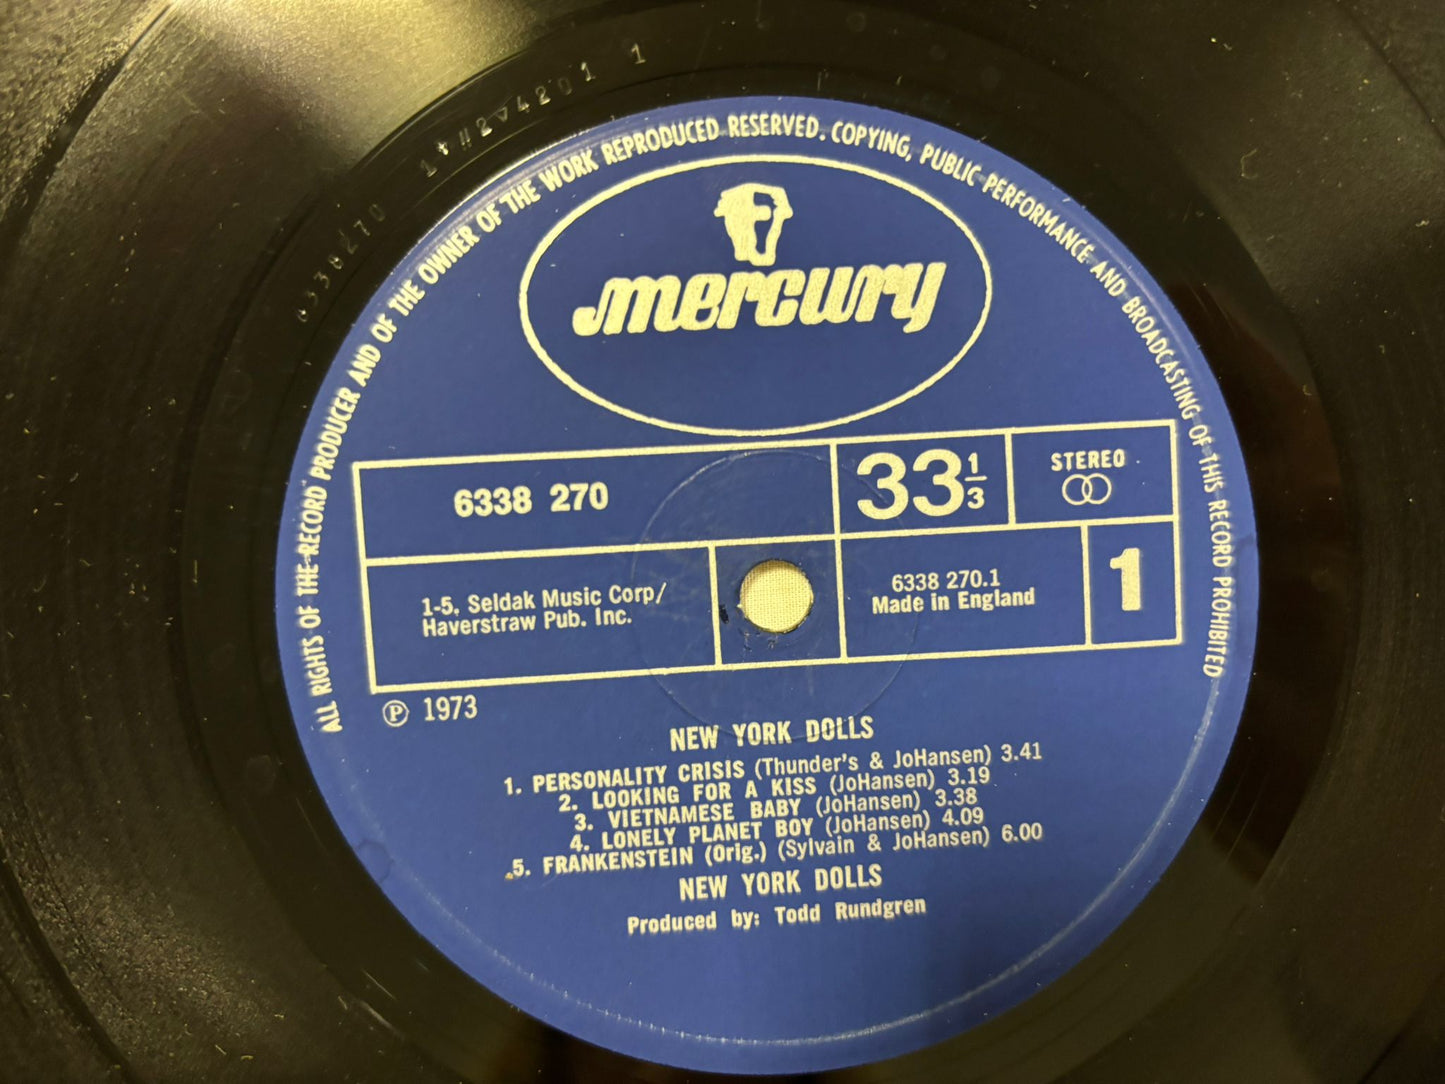 ALL RIGHTS OF THE RECORD PRODUCER AND OF THE OWNER OF THE WORK REPRODUCED RESERVED. COPYING, PUBLIC PERFORMANCE AND BROADCASTING OF THIS RECORD PROHIBITED
mercury
6338 270
33 1/3
STEREO
1-5. Seldak Music Corp/
Haverstraw Pub. Inc.
6338 270.1
Made in England
1
℗ 1973
NEW YORK DOLLS
1. PERSONALITY CRISIS (Thunder's & JoHansen) 3.41
2. LOOKING FOR A KISS (JoHansen) 3.19
3. VIETNAMESE BABY (JoHansen) 3.38
4. LONELY PLANET BOY (JoHansen) 4.09
5. FRANKENSTEIN (Orig.) (Sylvain & JoHansen) 6.00
NEW YORK DOLLS
Produced by: Todd Rundgren